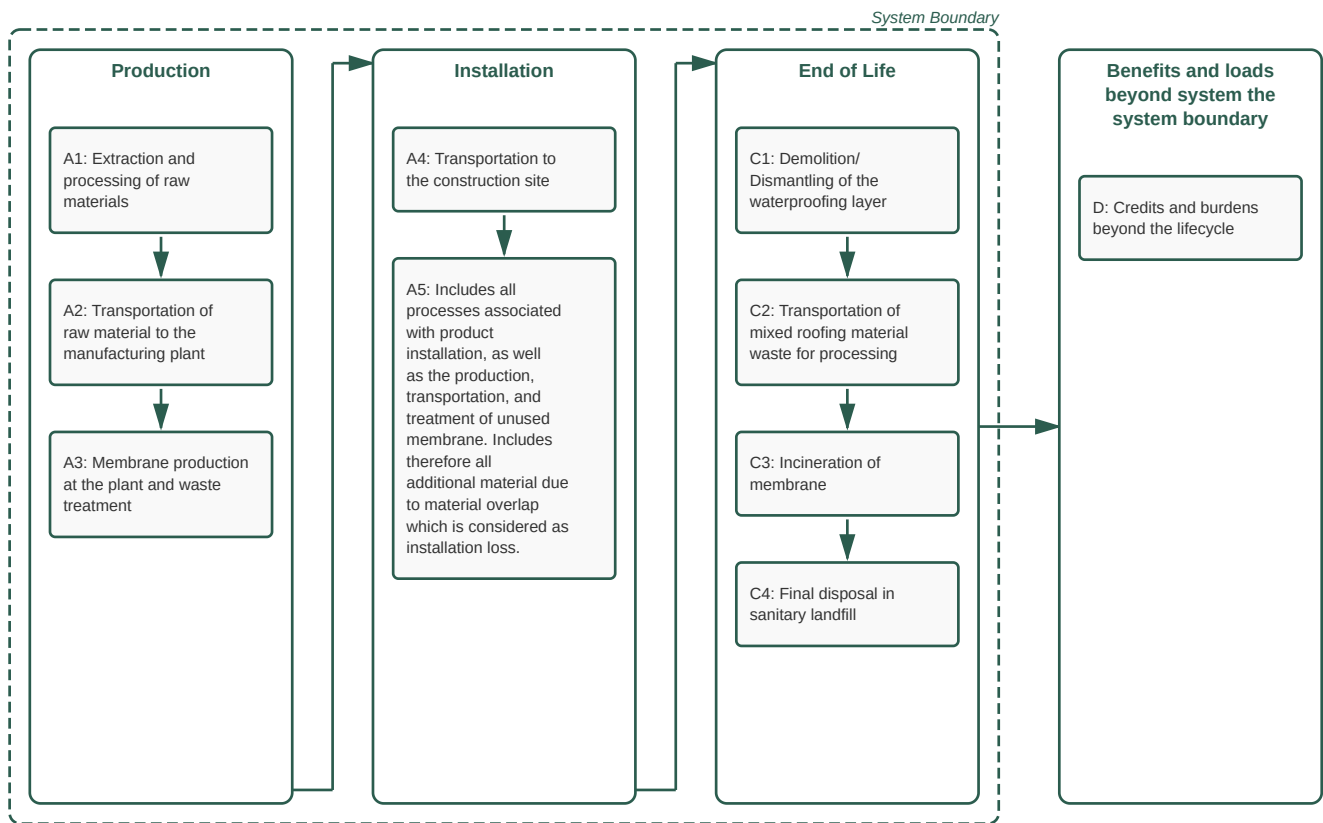 System Boundary
Production
A1: Extraction and
processing of raw
materials
A2: Transportation of
raw material to the
manufacturing plant
A3: Membrane production
at the plant and waste
treatment
Installation
A4: Transportation to
the construction site
A5: Includes all
processes associated
with product
installation, as well
as the production,
transportation, and
treatment of unused
membrane. Includes
therefore all
additional material due
to material overlap
which is considered as
installation loss.
End of Life
C1: Demolition/
Dismantling of the
waterproofing layer
C2: Transportation of
mixed roofing material
waste for processing
C3: Incineration of
membrane
C4: Final disposal in
sanitary landfill
Benefits and loads
beyond system the
system boundary
D: Credits and burdens
beyond the lifecycle